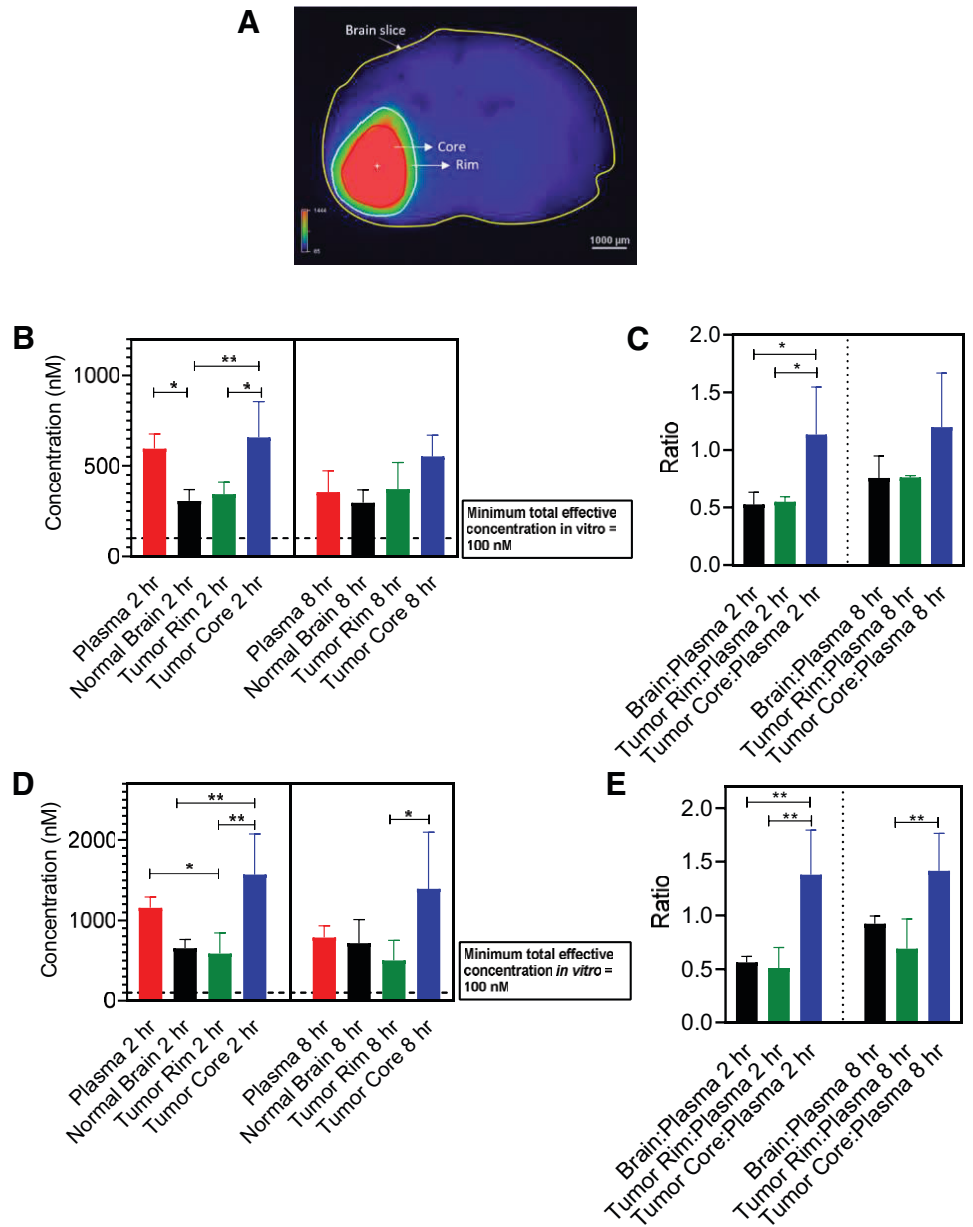 A
Brain slice
Core
Rim
1000 µm
B
Concentration (nM)
1000
500
0
*
**
*
Minimum total effective
concentration in vitro =
100 nM
Plasma 2 hr
Normal Brain 2 hr
Tumor Rim 2 hr
Tumor Core 2 hr
Plasma 8 hr
Normal Brain 8 hr
Tumor Rim 8 hr
Tumor Core 8 hr
C
Ratio
2.0
1.5
1.0
0.5
0.0
*
*
Brain:Plasma 2 hr
Tumor Rim:Plasma 2 hr
Tumor Core:Plasma 2 hr
Brain:Plasma 8 hr
Tumor Rim:Plasma 8 hr
Tumor Core:Plasma 8 hr
D
Concentration (nM)
2000
1000
0
**
**
*
*
Minimum total effective
concentration in vitro =
100 nM
Plasma 2 hr
Normal Brain 2 hr
Tumor Rim 2 hr
Tumor Core 2 hr
Plasma 8 hr
Normal Brain 8 hr
Tumor Rim 8 hr
Tumor Core 8 hr
E
Ratio
2.0
1.5
1.0
0.5
0.0
**
**
**
Brain:Plasma 2 hr
Tumor Rim:Plasma 2 hr
Tumor Core:Plasma 2 hr
Brain:Plasma 8 hr
Tumor Rim:Plasma 8 hr
Tumor Core:Plasma 8 hr